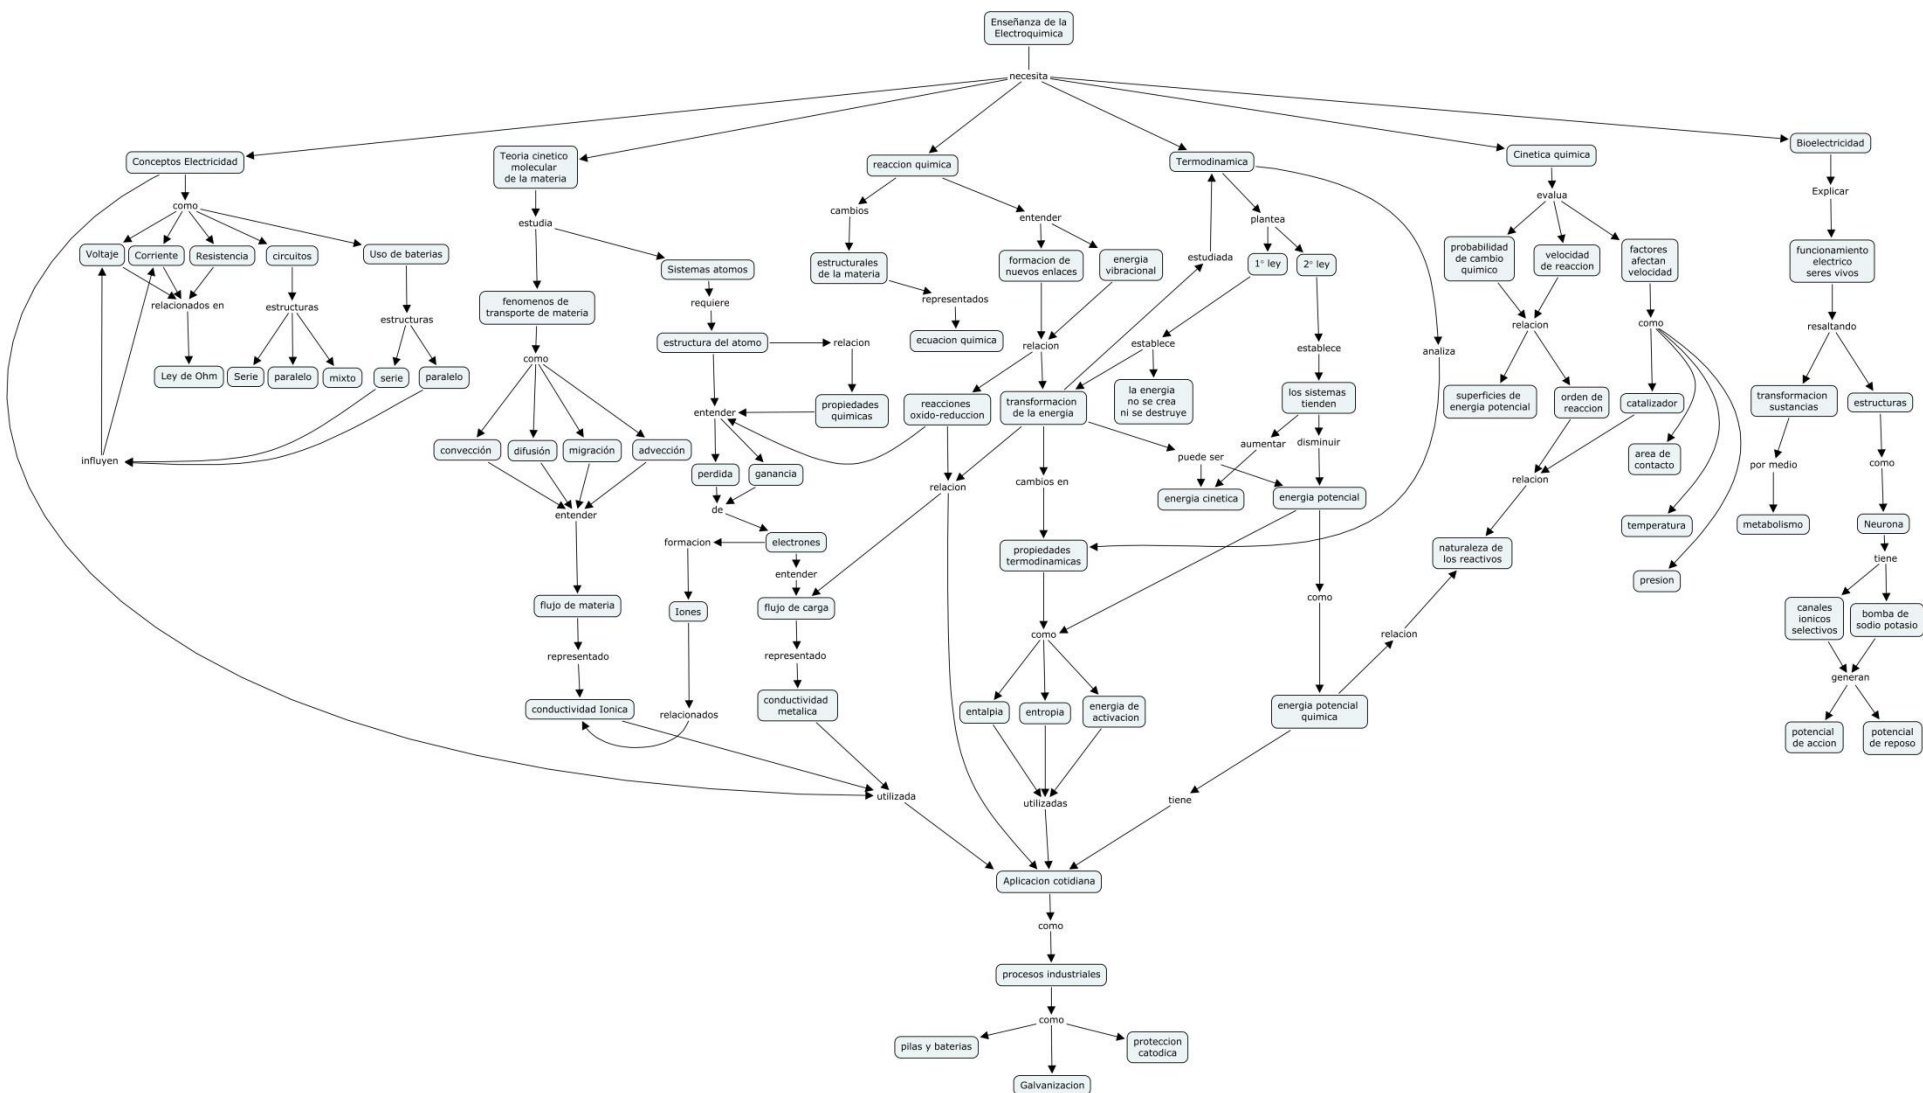 Enseñanza de la
Electroquimica
necesita
Conceptos Electricidad
Teoria cinetico
molecular
de la materia
reaccion quimica
Termodinamica
Cinetica quimica
Bioelectricidad
como
estudia
cambios
entender
plantea
evalua
Explicar
Voltaje
Corriente
Resistencia
circuitos
Uso de baterias
Sistemas atomos
estructurales
de la materia
formacion de
nuevos enlaces
energia
vibracional
estudiada
1° ley
2° ley
probabilidad
de cambio
quimico
velocidad
de reaccion
factores
afectan
velocidad
funcionamiento
electrico
seres vivos
relacionados en
estructuras
estructuras
fenomenos de
transporte de materia
requiere
representados
relacion
como
resaltando
Ley de Ohm
Serie
paralelo
mixto
serie
paralelo
como
estructura del atomo
relacion
ecuacion quimica
relacion
establece
establece
analiza
propiedades
quimicas
reacciones
oxido-reduccion
transformacion
de la energia
la energia
no se crea
ni se destruye
los sistemas
tienden
superficies de
energia potencial
orden de
reaccion
catalizador
transformacion
sustancias
estructuras
entender
influyen
convección
difusión
migración
advección
perdida
ganancia
relacion
cambios en
puede ser
aumentar
disminuir
energia cinetica
energia potencial
relacion
area de
contacto
por medio
como
entender
de
formacion
electrones
entender
propiedades
termodinamicas
naturaleza de
los reactivos
temperatura
metabolismo
Neurona
tiene
presion
flujo de materia
Iones
flujo de carga
como
como
relacion
canales
ionicos
selectivos
bomba de
sodio potasio
representado
representado
generan
conductividad Ionica
relacionados
conductividad
metalica
entalpia
entropia
energia de
activacion
energia potencial
quimica
potencial
de accion
potencial
de reposo
utilizada
utilizadas
tiene
Aplicacion cotidiana
como
procesos industriales
como
pilas y baterias
proteccion
catodica
Galvanizacion